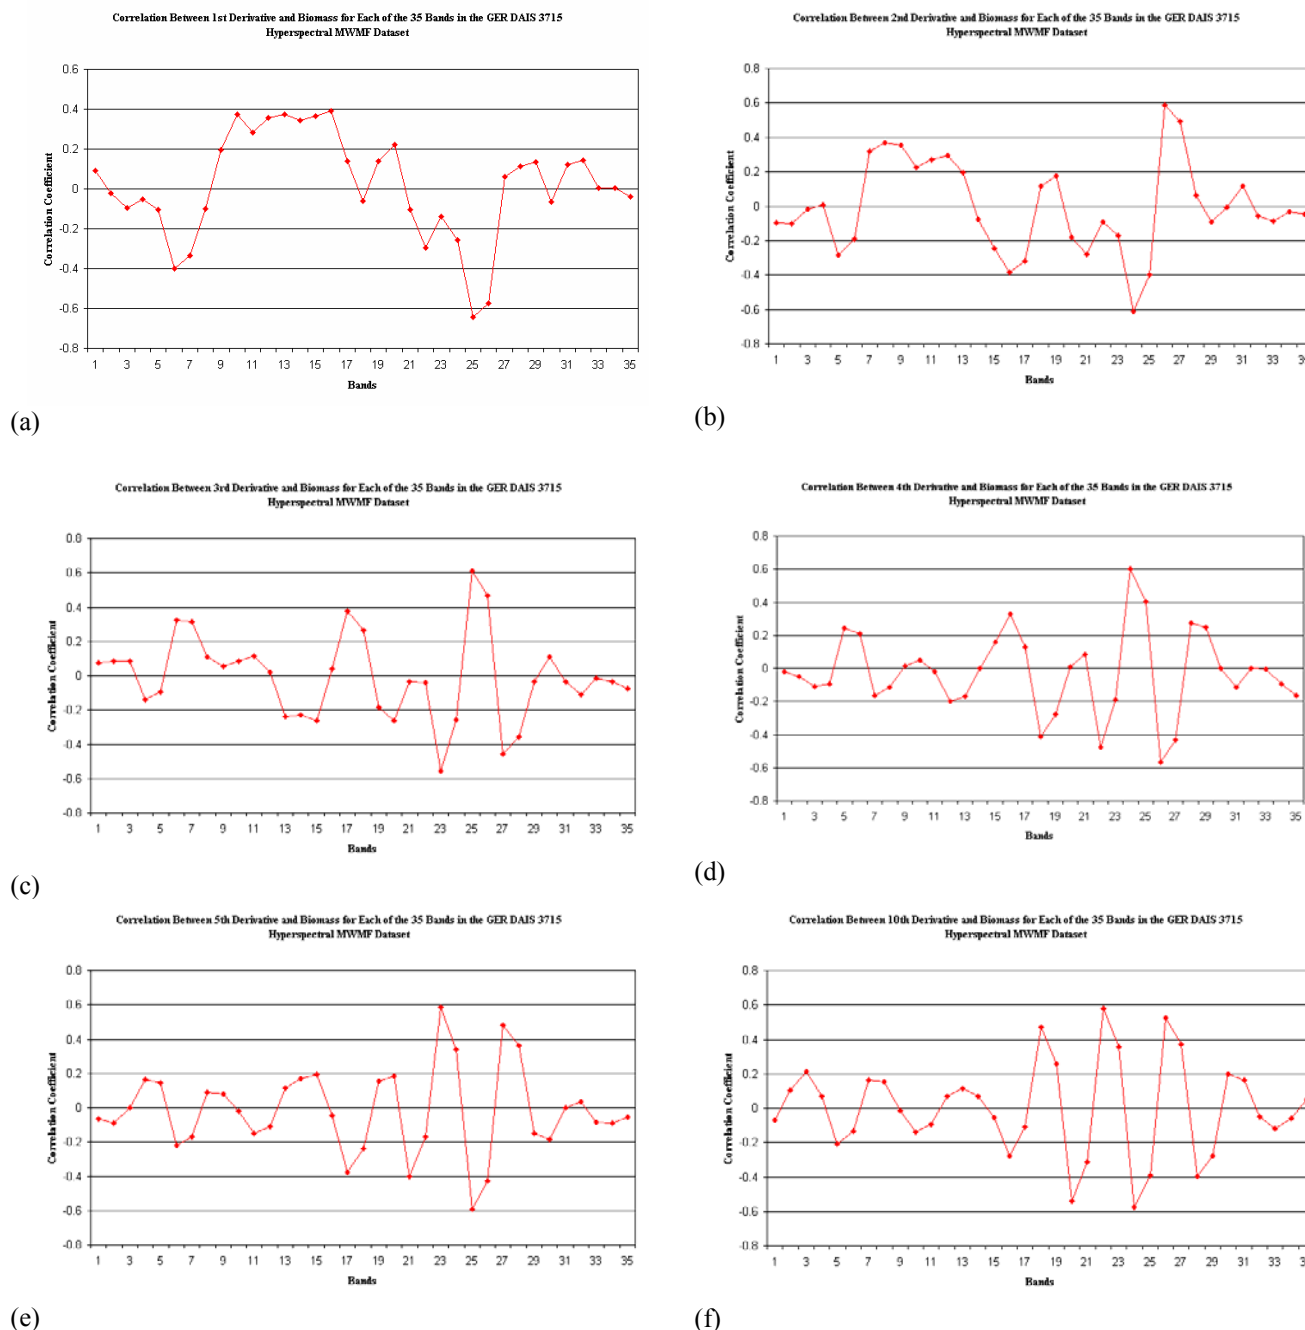 Correlation Between 1st Derivative and Biomass for Each of the 35 Bands in the GER DAIS 3715
Hyperspectral MWMF Dataset
0.6
0.4
0.2
0
-0.2
-0.4
-0.6
-0.8
Correlation Coefficient
1 3 5 7 9 11 13 15 17 19 21 23 25 27 29 31 33 35
Bands
(a)
Correlation Between 2nd Derivative and Biomass for Each of the 35 Bands in the GER DAIS 3715
Hyperspectral MWMF Dataset
0.8
0.6
0.4
0.2
0
-0.2
-0.4
-0.6
-0.8
Correlation Coefficient
1 3 5 7 9 11 13 15 17 19 21 23 25 27 29 31 33
Bands
(b)
Correlation Between 3rd Derivative and Biomass for Each of the 35 Bands in the GER DAIS 3715
Hyperspectral MWMF Dataset
0.8
0.6
0.4
0.2
0
-0.2
-0.4
-0.6
-0.8
Correlation Coefficient
1 3 5 7 9 11 13 15 17 19 21 23 25 27 29 31 33 35
Bands
(c)
Correlation Between 4th Derivative and Biomass for Each of the 35 Bands in the GER DAIS 3715
Hyperspectral MWMF Dataset
0.8
0.6
0.4
0.2
0
-0.2
-0.4
-0.6
-0.8
Correlation Coefficient
1 3 5 7 9 11 13 15 17 19 21 23 25 27 29 31 33 35
Bands
(d)
Correlation Between 5th Derivative and Biomass for Each of the 35 Bands in the GER DAIS 3715
Hyperspectral MWMF Dataset
0.8
0.6
0.4
0.2
0
-0.2
-0.4
-0.6
-0.8
Correlation Coefficient
1 3 5 7 9 11 13 15 17 19 21 23 25 27 29 31 33 35
Bands
(e)
Correlation Between 10th Derivative and Biomass for Each of the 35 Bands in the GER DAIS 3715
Hyperspectral MWMF Dataset
0.8
0.6
0.4
0.2
0
-0.2
-0.4
-0.6
-0.8
Correlation Coefficient
1 3 5 7 9 11 13 15 17 19 21 23 25 27 29 31 33
Bands
(f)